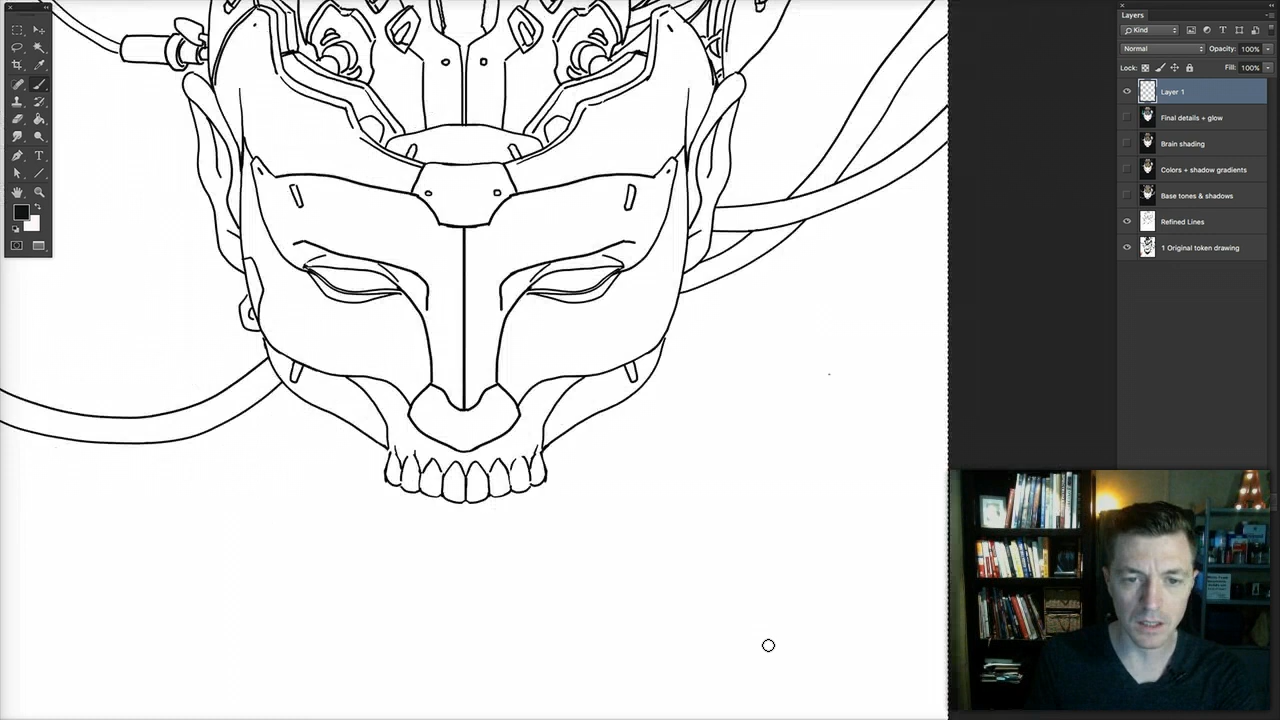 Layers
Kind
Normal
Opacity: 100%
Lock:
Fill: 100%
Layer 1
Final details + glow
Brain shading
Colors + shadow gradients
Base tones & shadows
Refined Lines
1 Original token drawing